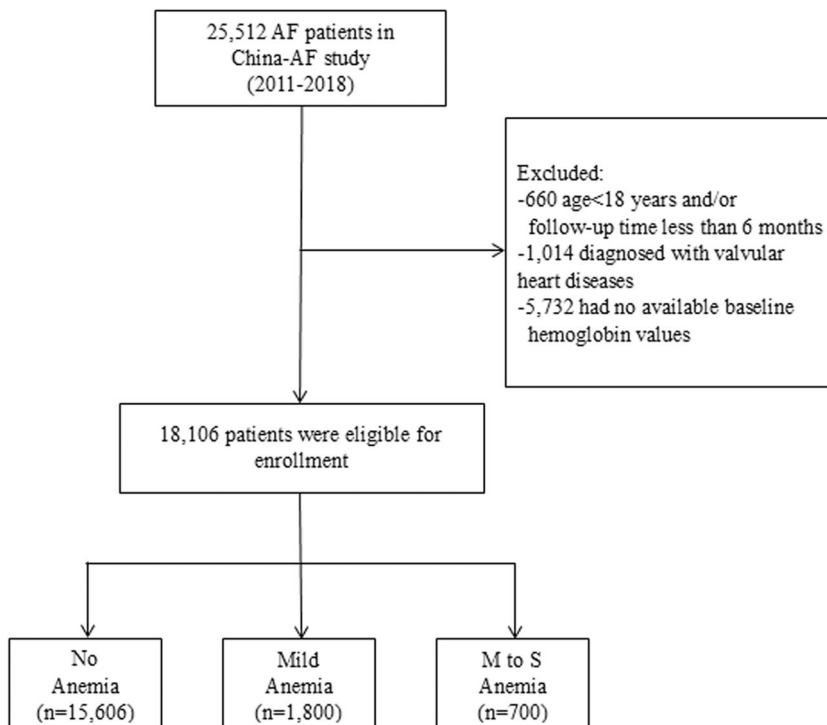 25,512 AF patients in
China-AF study
(2011-2018)
Excluded:
-660 age<18 years and/or
follow-up time less than 6 months
-1,014 diagnosed with valvular
heart diseases
-5,732 had no available baseline
hemoglobin values
18,106 patients were eligible for
enrollment
No
Anemia
(n=15,606)
Mild
Anemia
(n=1,800)
M to S
Anemia
(n=700)